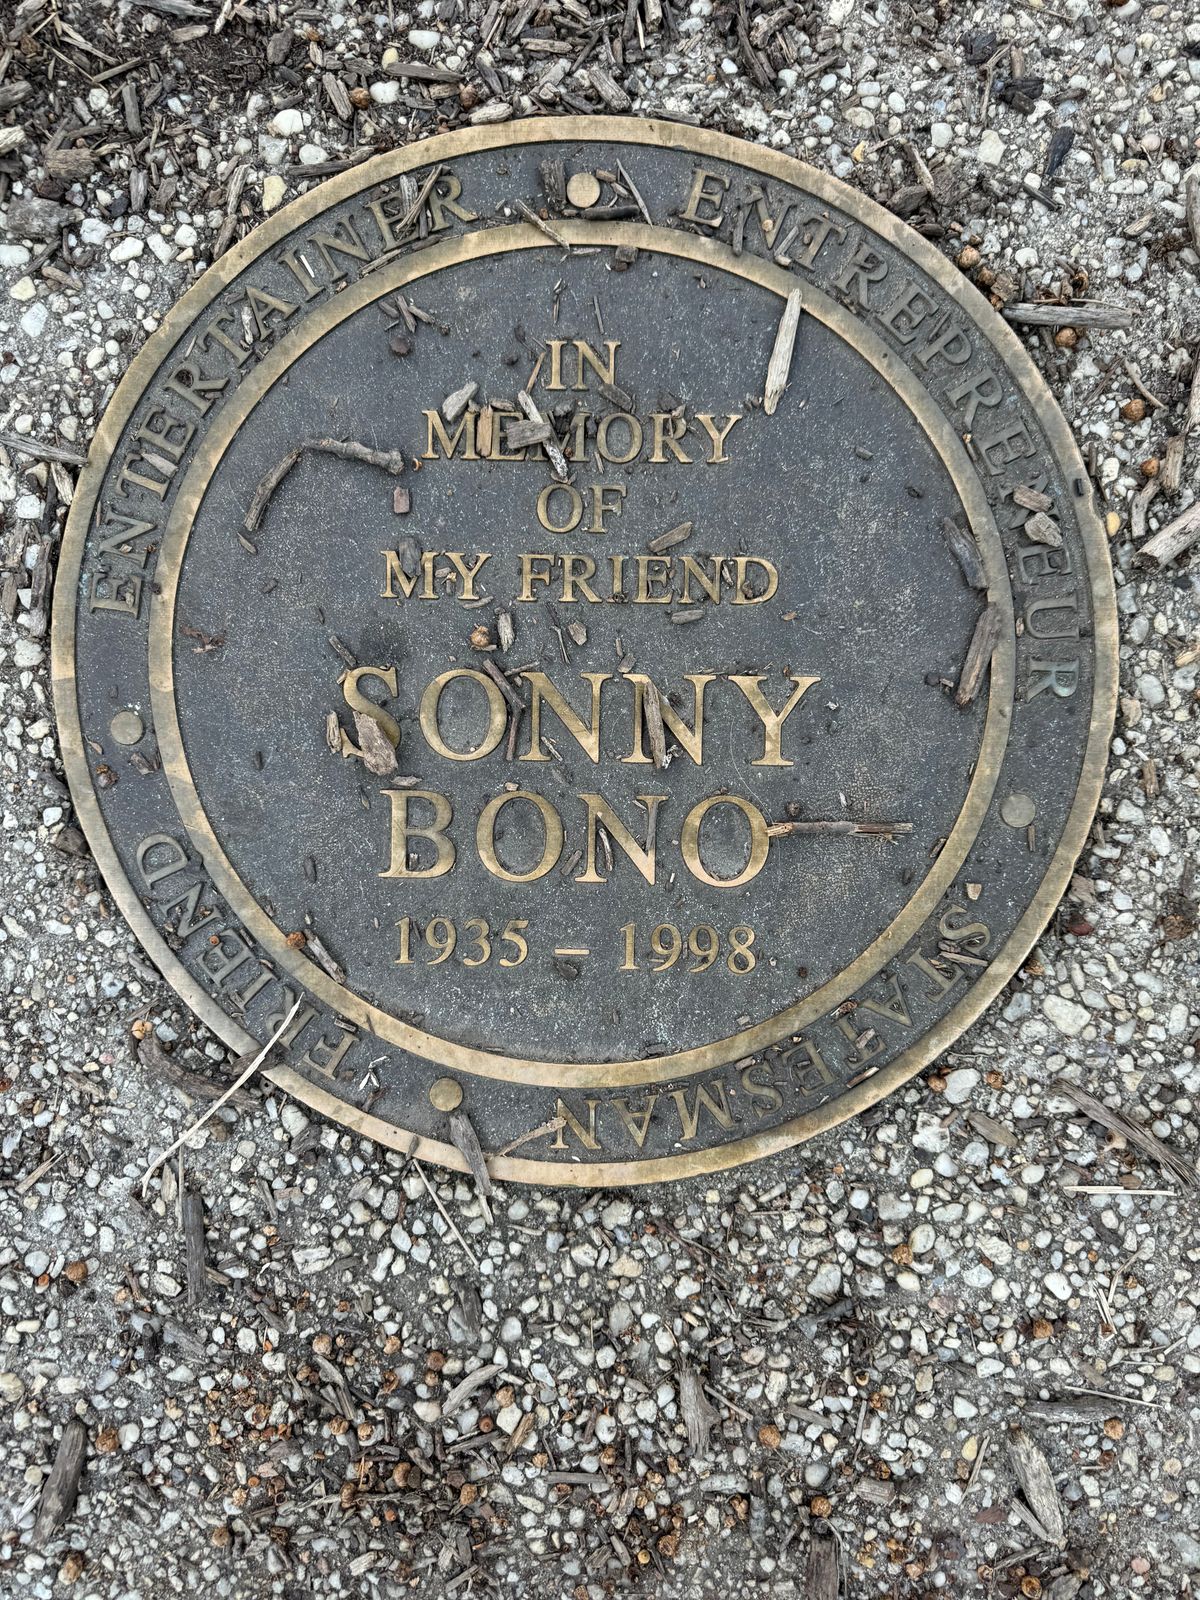 ENTERTAINER • ENTREPRENEUR • STATESMAN • FRIEND •
IN
MEMORY
OF
MY FRIEND
SONNY
BONO
1935 – 1998